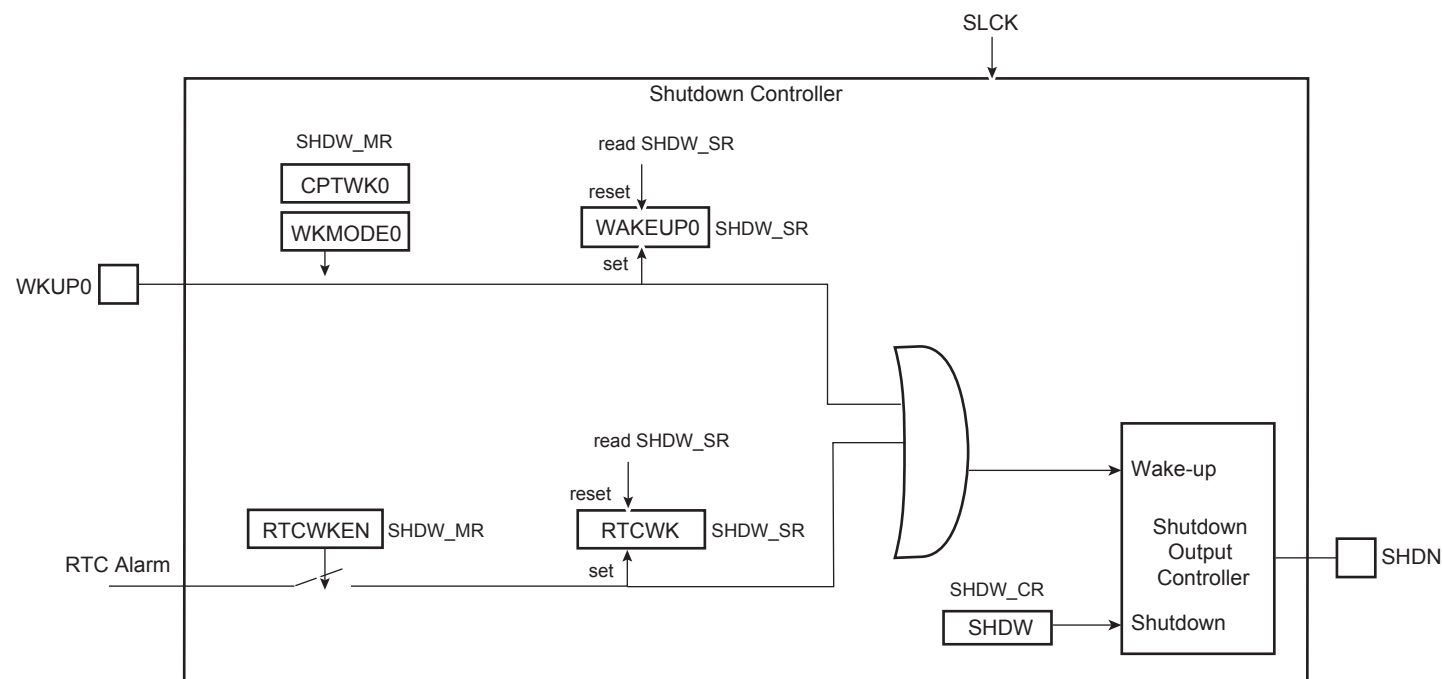 SLCK
Shutdown Controller
SHDW_MR
CPTWK0
WKMODE0
read SHDW_SR
reset
WAKEUP0 SHDW_SR
set
WKUP0
read SHDW_SR
reset
RTCWKEN SHDW_MR
RTCWK SHDW_SR
set
RTC Alarm
Wake-up
Shutdown
Output
Controller
SHDN
SHDW_CR
SHDW
Shutdown